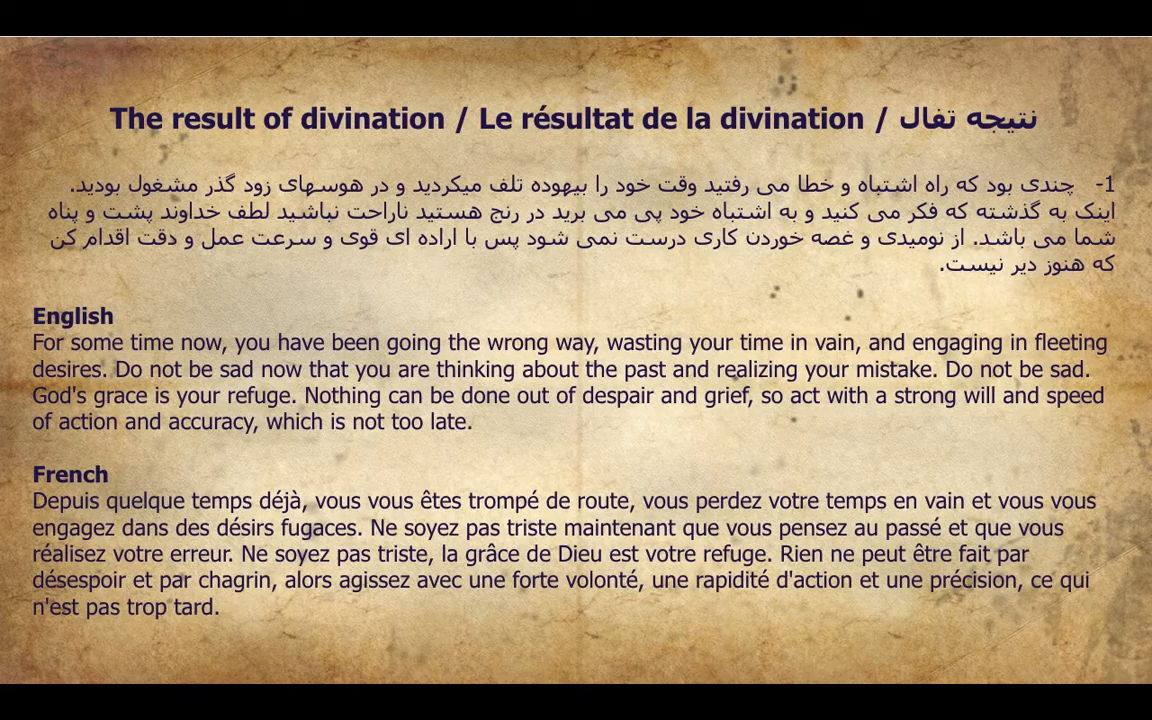 The result of divination / Le résultat de la divination / نتیجه تفال
1- چندی بود که راه اشتباه و خطا می رفتید وقت خود را بیهوده تلف میکردید و در هوسهای زود گذر مشغول بودید.
اینک به گذشته که فکر می کنید و به اشتباه خود پی می برید در رنج هستید ناراحت نباشید لطف خداوند پشت و پناه
شما می باشد. از نومیدی و غصه خوردن کاری درست نمی شود پس با اراده ای قوی و سرعت عمل و دقت اقدام کن
که هنوز دیر نیست.
English
For some time now, you have been going the wrong way, wasting your time in vain, and engaging in fleeting
desires. Do not be sad now that you are thinking about the past and realizing your mistake. Do not be sad.
God's grace is your refuge. Nothing can be done out of despair and grief, so act with a strong will and speed
of action and accuracy, which is not too late.
French
Depuis quelque temps déjà, vous vous êtes trompé de route, vous perdez votre temps en vain et vous vous
engagez dans des désirs fugaces. Ne soyez pas triste maintenant que vous pensez au passé et que vous
réalisez votre erreur. Ne soyez pas triste, la grâce de Dieu est votre refuge. Rien ne peut être fait par
désespoir et par chagrin, alors agissez avec une forte volonté, une rapidité d'action et une précision, ce qui
n'est pas trop tard.